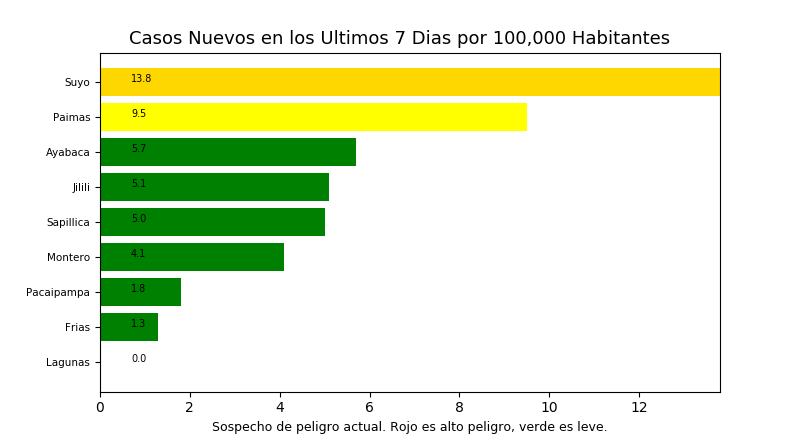 Casos Nuevos en los Ultimos 7 Dias por 100,000 Habitantes
Suyo 13.8
Paimas 9.5
Ayabaca 5.7
Jilili 5.1
Sapillica 5.0
Montero 4.1
Pacaipampa 1.8
Frias 1.3
Lagunas 0.0
0 2 4 6 8 10 12
Sospecho de peligro actual. Rojo es alto peligro, verde es leve.